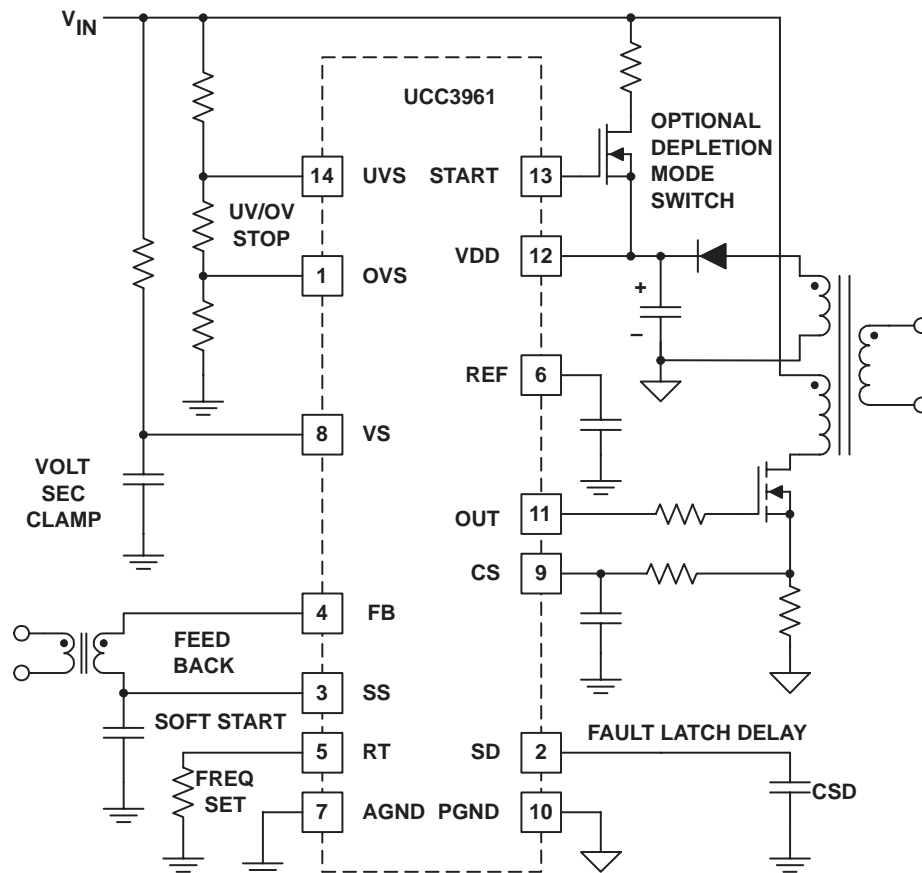 VIN
UCC3961
OPTIONAL
DEPLETION
MODE
SWITCH
14 UVS START 13
UV/OV
STOP
VDD 12
1 OVS
+
−
REF 6
8 VS
VOLT
SEC
CLAMP
OUT 11
CS 9
4 FB
FEED
BACK
3 SS
SOFT START
FAULT LATCH DELAY
5 RT SD 2
FREQ
SET
CSD
7 AGND PGND 10